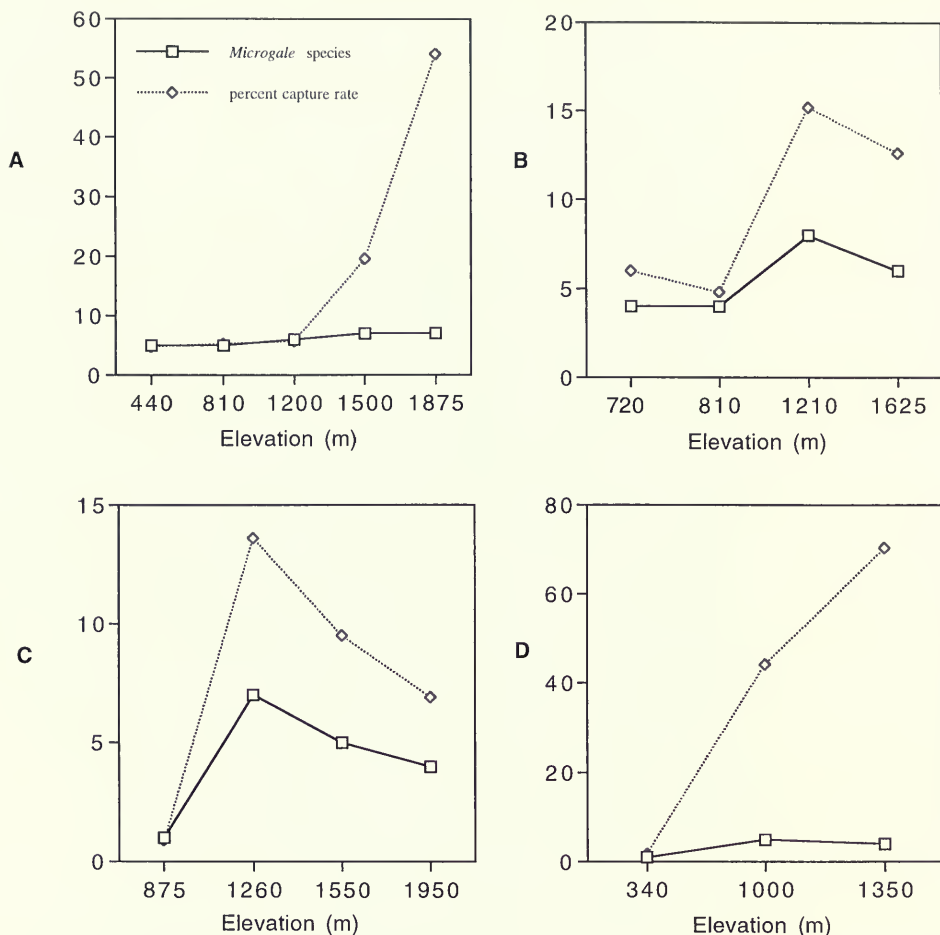 A
60
50
40
30
20
10
0
Microgale species
percent capture rate
440 810 1200 1500 1875
Elevation (m)
B
20
15
10
5
0
720 810 1210 1625
Elevation (m)
C
15
10
5
0
875 1260 1550 1950
Elevation (m)
D
80
60
40
20
0
340 1000 1350
Elevation (m)